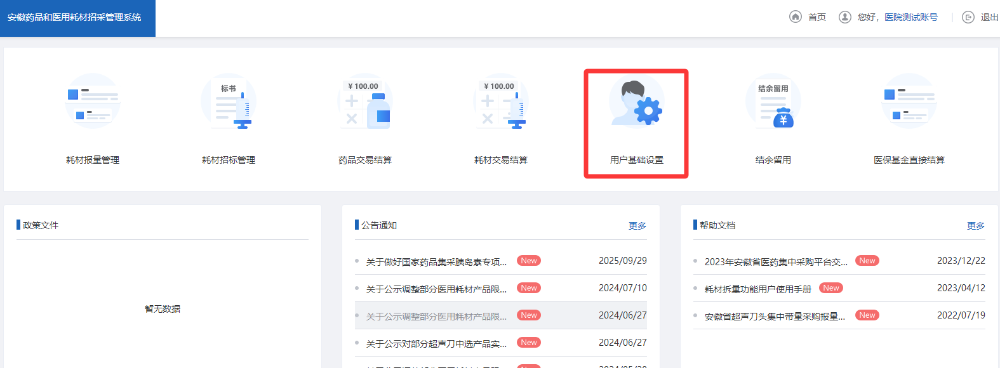 安徽药品和医用耗材招采管理系统
首页 您好，医院测试账号 退出
标书
¥ 100.00
¥ 100.00
结余留用
¥
耗材报量管理
耗材招标管理
药品交易结算
耗材交易结算
用户基础设置
结余留用
医保基金直接结算
政策文件
暂无数据
公告通知 更多
关于做好国家药品集采胰岛素专项... New 2025/09/29
关于公示调整部分医用耗材产品限... New 2024/07/10
关于公示调整部分医用耗材产品限... New 2024/06/27
关于公示对部分超声刀中选产品实... New 2024/06/27
帮助文档 更多
2023年安徽省医药集中采购平台交... New 2023/12/22
耗材拆量功能用户使用手册 New 2023/04/12
安徽省超声刀头集中带量采购报量... New 2022/07/19